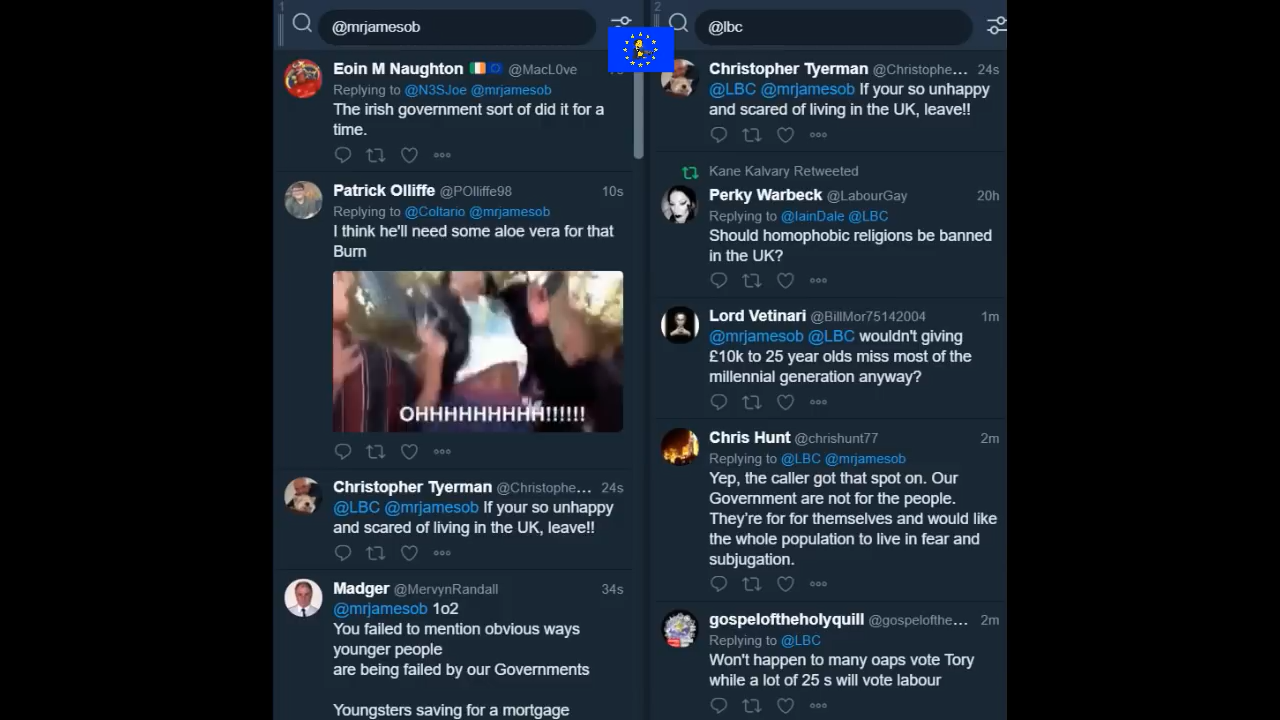 1
@mrjamesob
Eoin M Naughton @MacL0ve
Replying to @N3SJoe @mrjamesob
The irish government sort of did it for a
time.
Patrick Olliffe @POlliffe98 10s
Replying to @Coltario @mrjamesob
I think he'll need some aloe vera for that
Burn
OHHHHHHHHH!!!!!!
Christopher Tyerman @Christophe... 24s
@LBC @mrjamesob If your so unhappy
and scared of living in the UK, leave!!
Madger @MervynRandall 34s
@mrjamesob 1o2
You failed to mention obvious ways
younger people
are being failed by our Governments
Youngsters saving for a mortgage
2
@lbc
Christopher Tyerman @Christophe... 24s
@LBC @mrjamesob If your so unhappy
and scared of living in the UK, leave!!
Kane Kalvary Retweeted
Perky Warbeck @LabourGay 20h
Replying to @IainDale @LBC
Should homophobic religions be banned
in the UK?
Lord Vetinari @BillMor75142004 1m
@mrjamesob @LBC wouldn't giving
£10k to 25 year olds miss most of the
millennial generation anyway?
Chris Hunt @chrishunt77 2m
Replying to @LBC @mrjamesob
Yep, the caller got that spot on. Our
Government are not for the people.
They're for for themselves and would like
the whole population to live in fear and
subjugation.
gospeloftheholyquill @gospelofthe... 2m
Replying to @LBC
Won't happen to many oaps vote Tory
while a lot of 25 s will vote labour